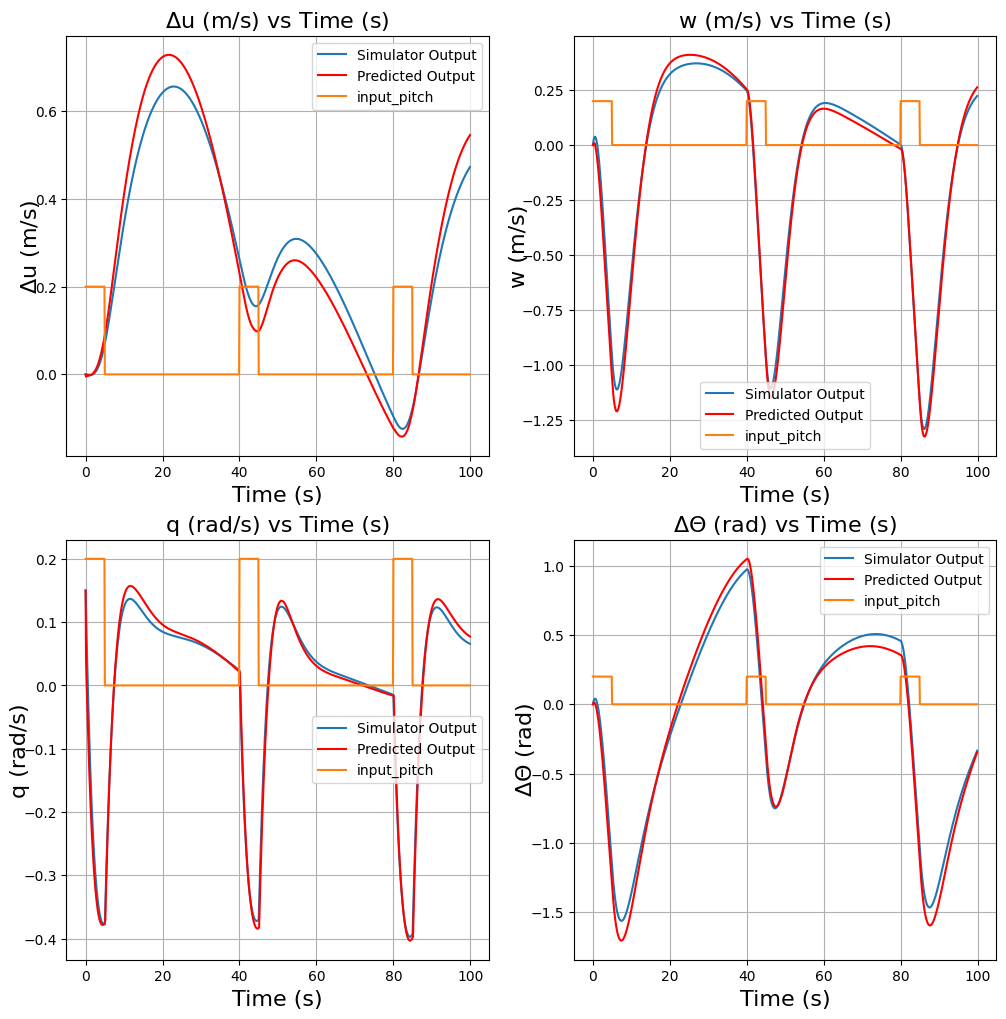 Δu (m/s) vs Time (s)
Δu (m/s)
0.6
0.4
0.2
0.0
Simulator Output
Predicted Output
input_pitch
0 20 40 60 80 100
Time (s)
w (m/s) vs Time (s)
w (m/s)
0.25
0.00
−0.25
−0.50
−0.75
−1.00
−1.25
Simulator Output
Predicted Output
input_pitch
0 20 40 60 80 100
Time (s)
q (rad/s) vs Time (s)
q (rad/s)
0.2
0.1
0.0
−0.1
−0.2
−0.3
−0.4
Simulator Output
Predicted Output
input_pitch
0 20 40 60 80 100
Time (s)
ΔΘ (rad) vs Time (s)
ΔΘ (rad)
1.0
0.5
0.0
−0.5
−1.0
−1.5
Simulator Output
Predicted Output
input_pitch
0 20 40 60 80 100
Time (s)